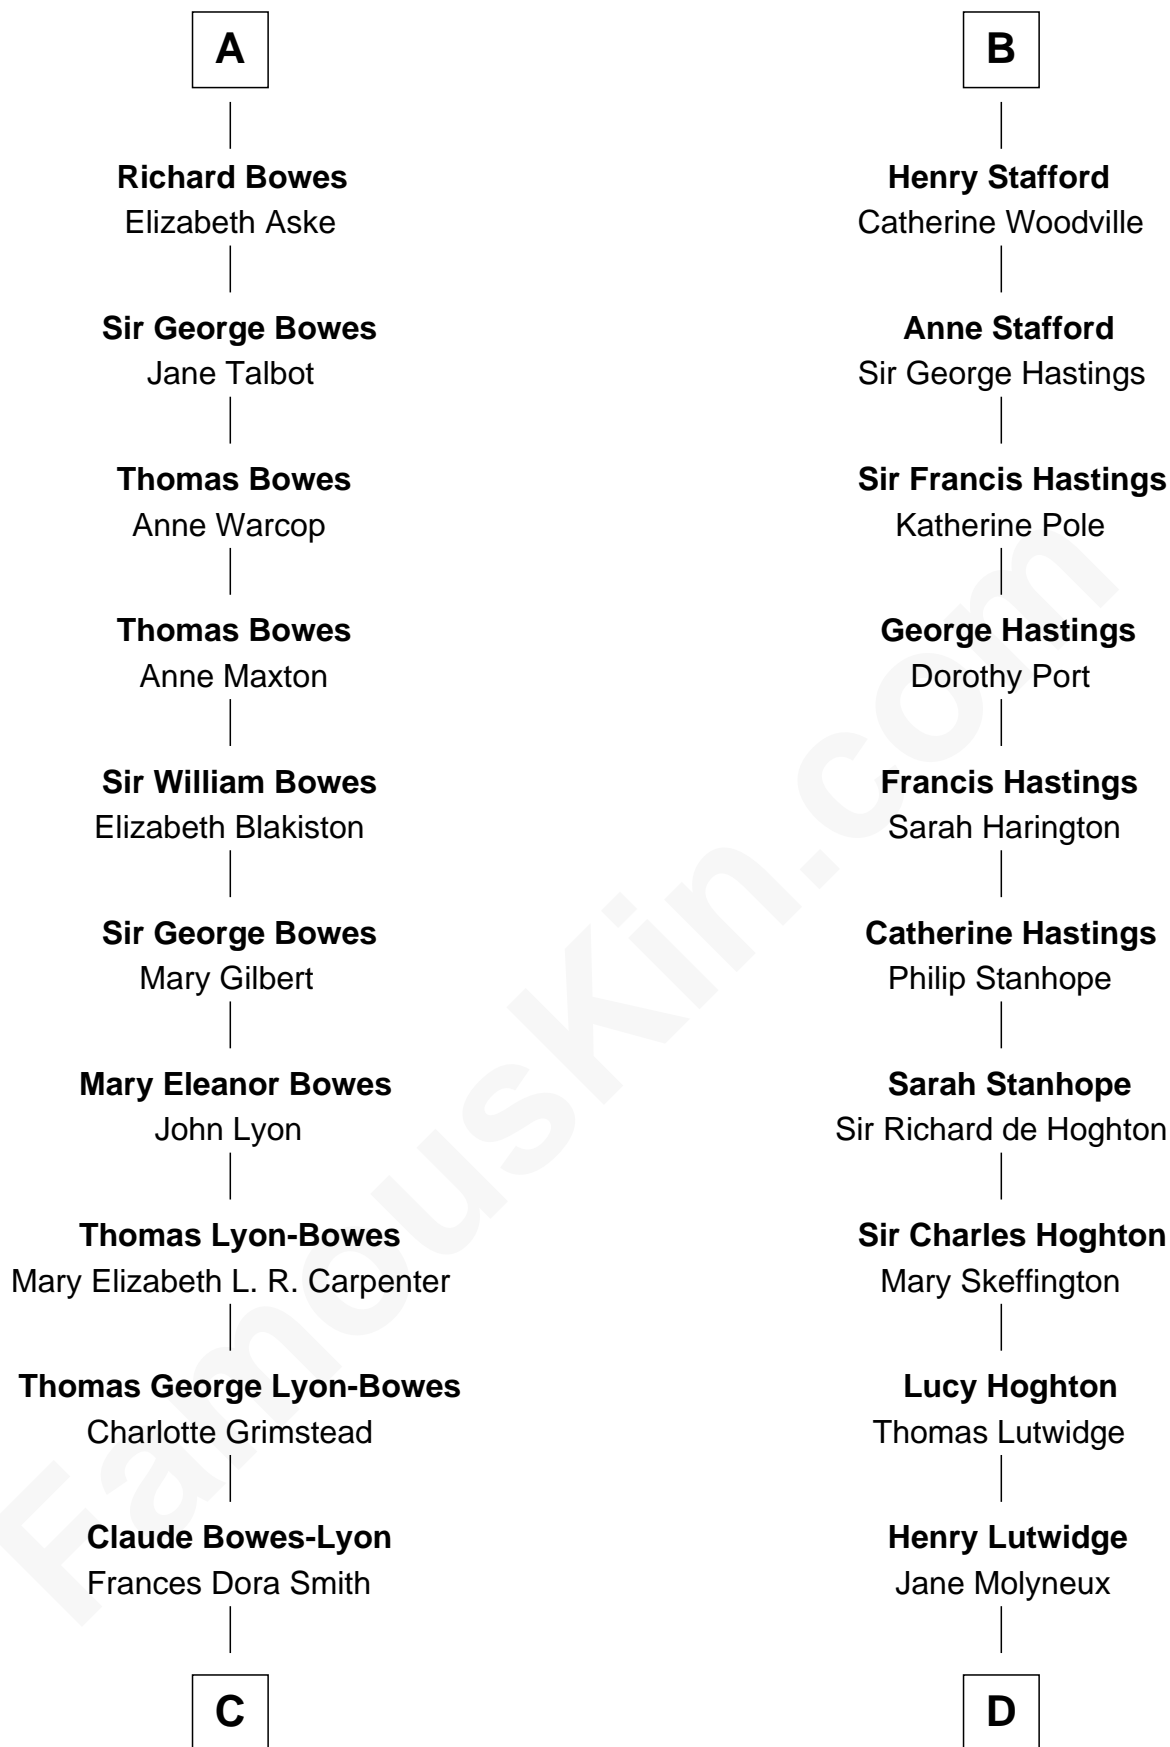 A
Richard Bowes
Elizabeth Aske
Sir George Bowes
Jane Talbot
Thomas Bowes
Anne Warcop
Thomas Bowes
Anne Maxton
Sir William Bowes
Elizabeth Blakiston
Sir George Bowes
Mary Gilbert
Mary Eleanor Bowes
John Lyon
Thomas Lyon-Bowes
Mary Elizabeth L. R. Carpenter
Thomas George Lyon-Bowes
Charlotte Grimstead
Claude Bowes-Lyon
Frances Dora Smith
C
B
Henry Stafford
Catherine Woodville
Anne Stafford
Sir George Hastings
Sir Francis Hastings
Katherine Pole
George Hastings
Dorothy Port
Francis Hastings
Sarah Harington
Catherine Hastings
Philip Stanhope
Sarah Stanhope
Sir Richard de Hoghton
Sir Charles Hoghton
Mary Skeffington
Lucy Hoghton
Thomas Lutwidge
Henry Lutwidge
Jane Molyneux
D
FamousKin.com